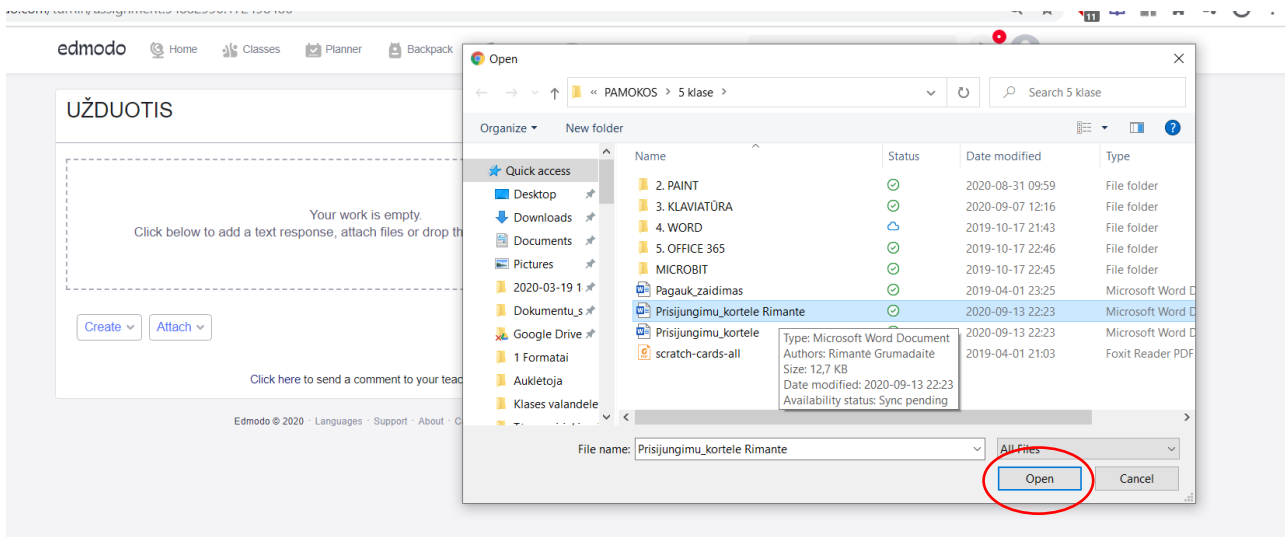 edmodo Home Classes Planner Backpack
11
UŽDUOTIS
Your work is empty.
Click below to add a text response, attach files or drop th
Create Attach
Click here to send a comment to your teac
Edmodo © 2020 · Languages · Support · About · C
Open
« PAMOKOS > 5 klase > Search 5 klase
Organize New folder
Quick access
Desktop
Downloads
Documents
Pictures
2020-03-19 1
Dokumentu_s
Google Drive
1 Formatai
Auklėtoja
Klases valandele
Name Status Date modified Type
2. PAINT 2020-08-31 09:59 File folder
3. KLAVIATŪRA 2020-09-07 12:16 File folder
4. WORD 2019-10-17 21:43 File folder
5. OFFICE 365 2019-10-17 22:46 File folder
MICROBIT 2019-10-17 22:45 File folder
Pagauk_zaidimas 2019-04-01 23:25 Microsoft Word D
Prisijungimu_kortele Rimante 2020-09-13 22:23 Microsoft Word D
Prisijungimu_kortele 2020-09-13 22:23 Microsoft Word D
scratch-cards-all 2019-04-01 21:03 Foxit Reader PDF
Type: Microsoft Word Document
Authors: Rimantė Grumadaitė
Size: 12,7 KB
Date modified: 2020-09-13 22:23
Availability status: Sync pending
File name: Prisijungimu_kortele Rimante All Files
Open Cancel